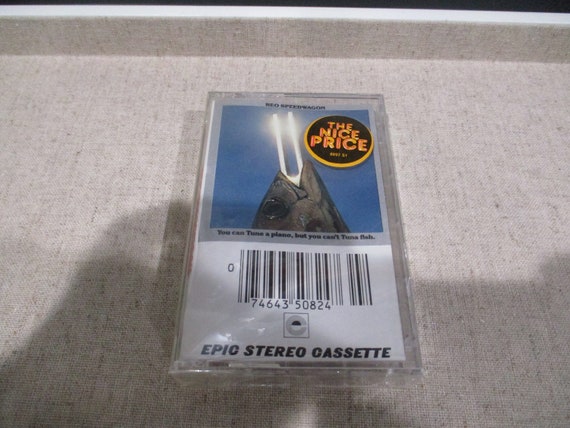 REO SPEEDWAGON
THE
NICE
PRICE
You can Tune a piano, but you can't Tuna fish.
0
74643 50824
e
EPIC STEREO CASSETTE